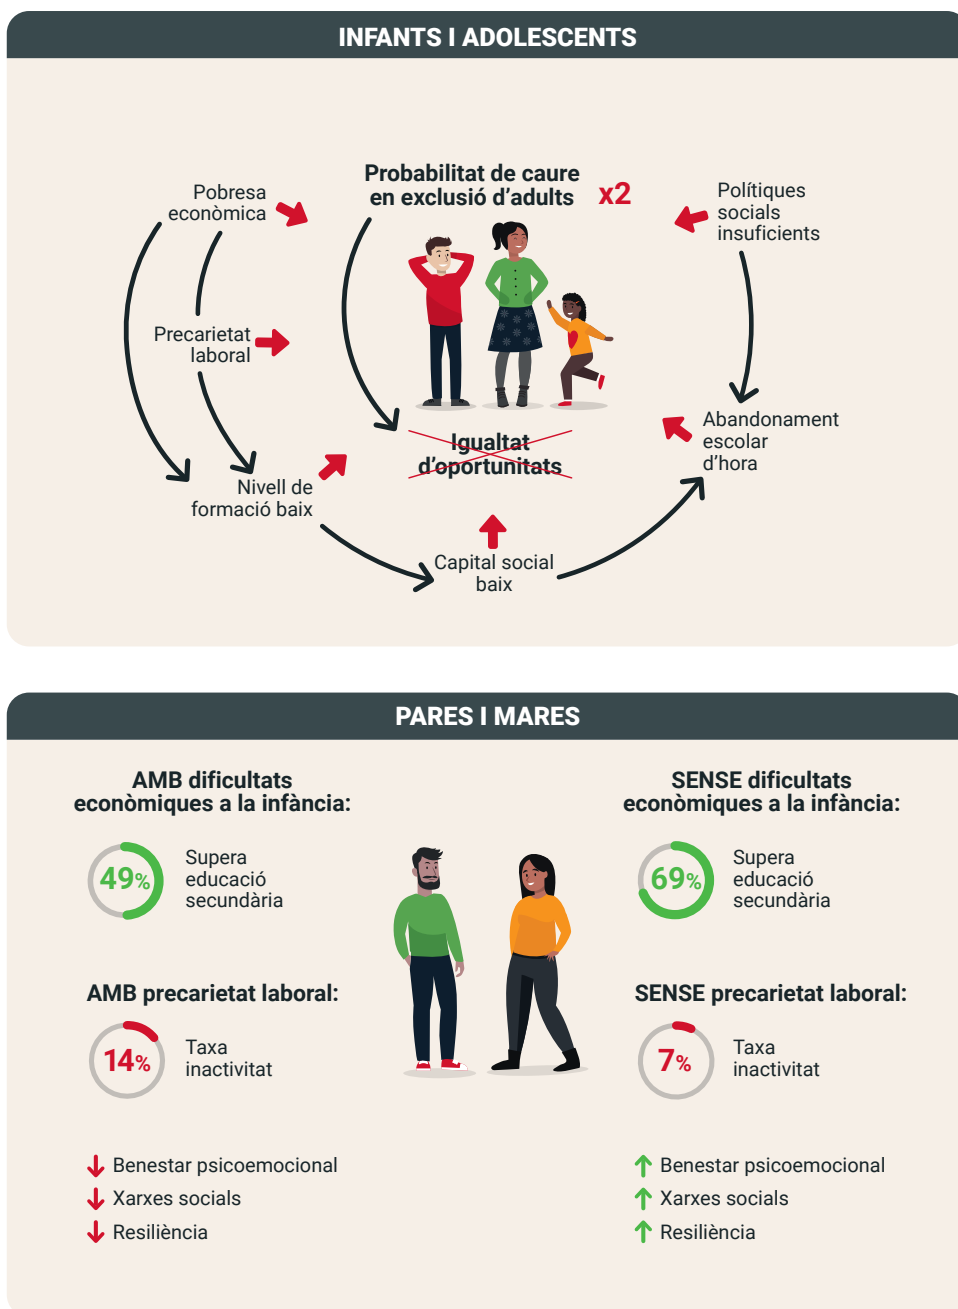 INFANTS I ADOLESCENTS
Probabilitat de caure
en exclusió d’adults
x2
Pobresa
econòmica
Polítiques
socials
insuficients
Precarietat
laboral
Abandonament
escolar
d’hora
Igualtat
d’oportunitats
Nivell de
formació baix
Capital social
baix
PARES I MARES
AMB dificultats
econòmiques a la infància:
49%
Supera
educació
secundària
AMB precarietat laboral:
14%
Taxa
inactivitat
Benestar psicoemocional
Xarxes socials
Resiliència
SENSE dificultats
econòmiques a la infància:
69%
Supera
educació
secundària
SENSE precarietat laboral:
7%
Taxa
inactivitat
Benestar psicoemocional
Xarxes socials
Resiliència